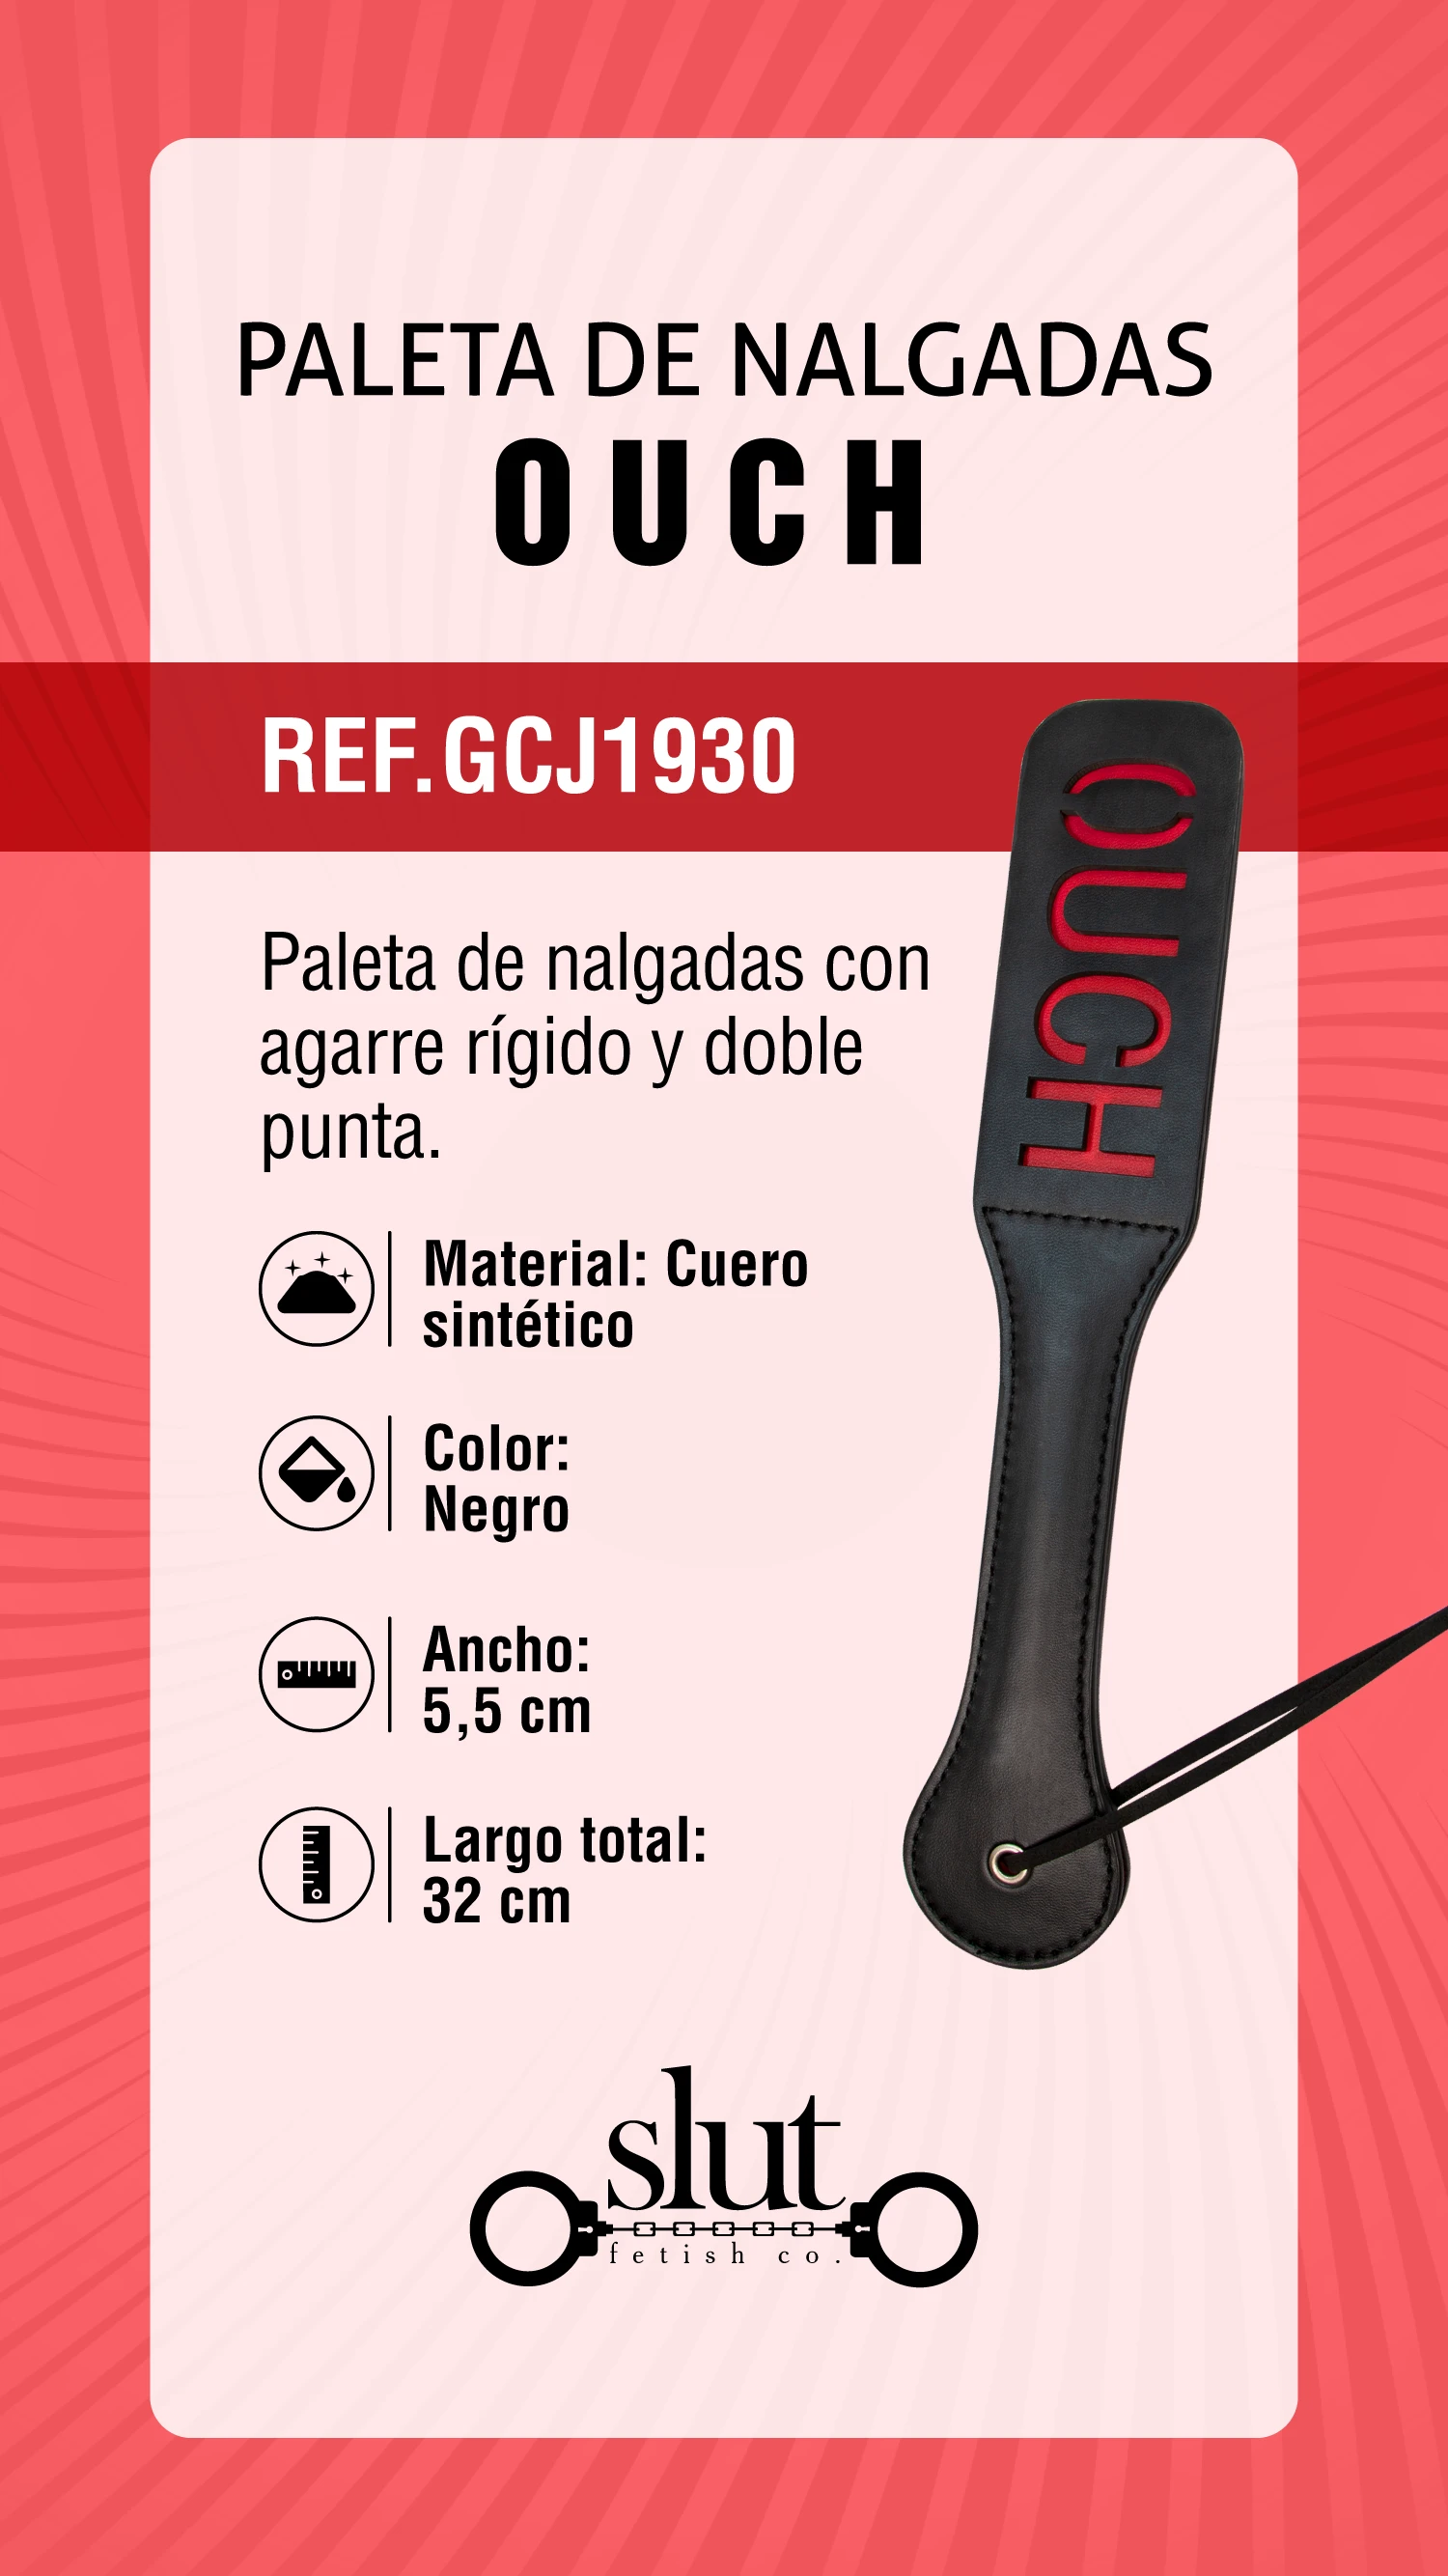 PALETA DE NALGADAS
OUCH
REF.GCJ1930
OUCH
Paleta de nalgadas con
agarre rígido y doble
punta.
Material: Cuero
sintético
Color:
Negro
Ancho:
5,5 cm
Largo total:
32 cm
slut
fetish co.